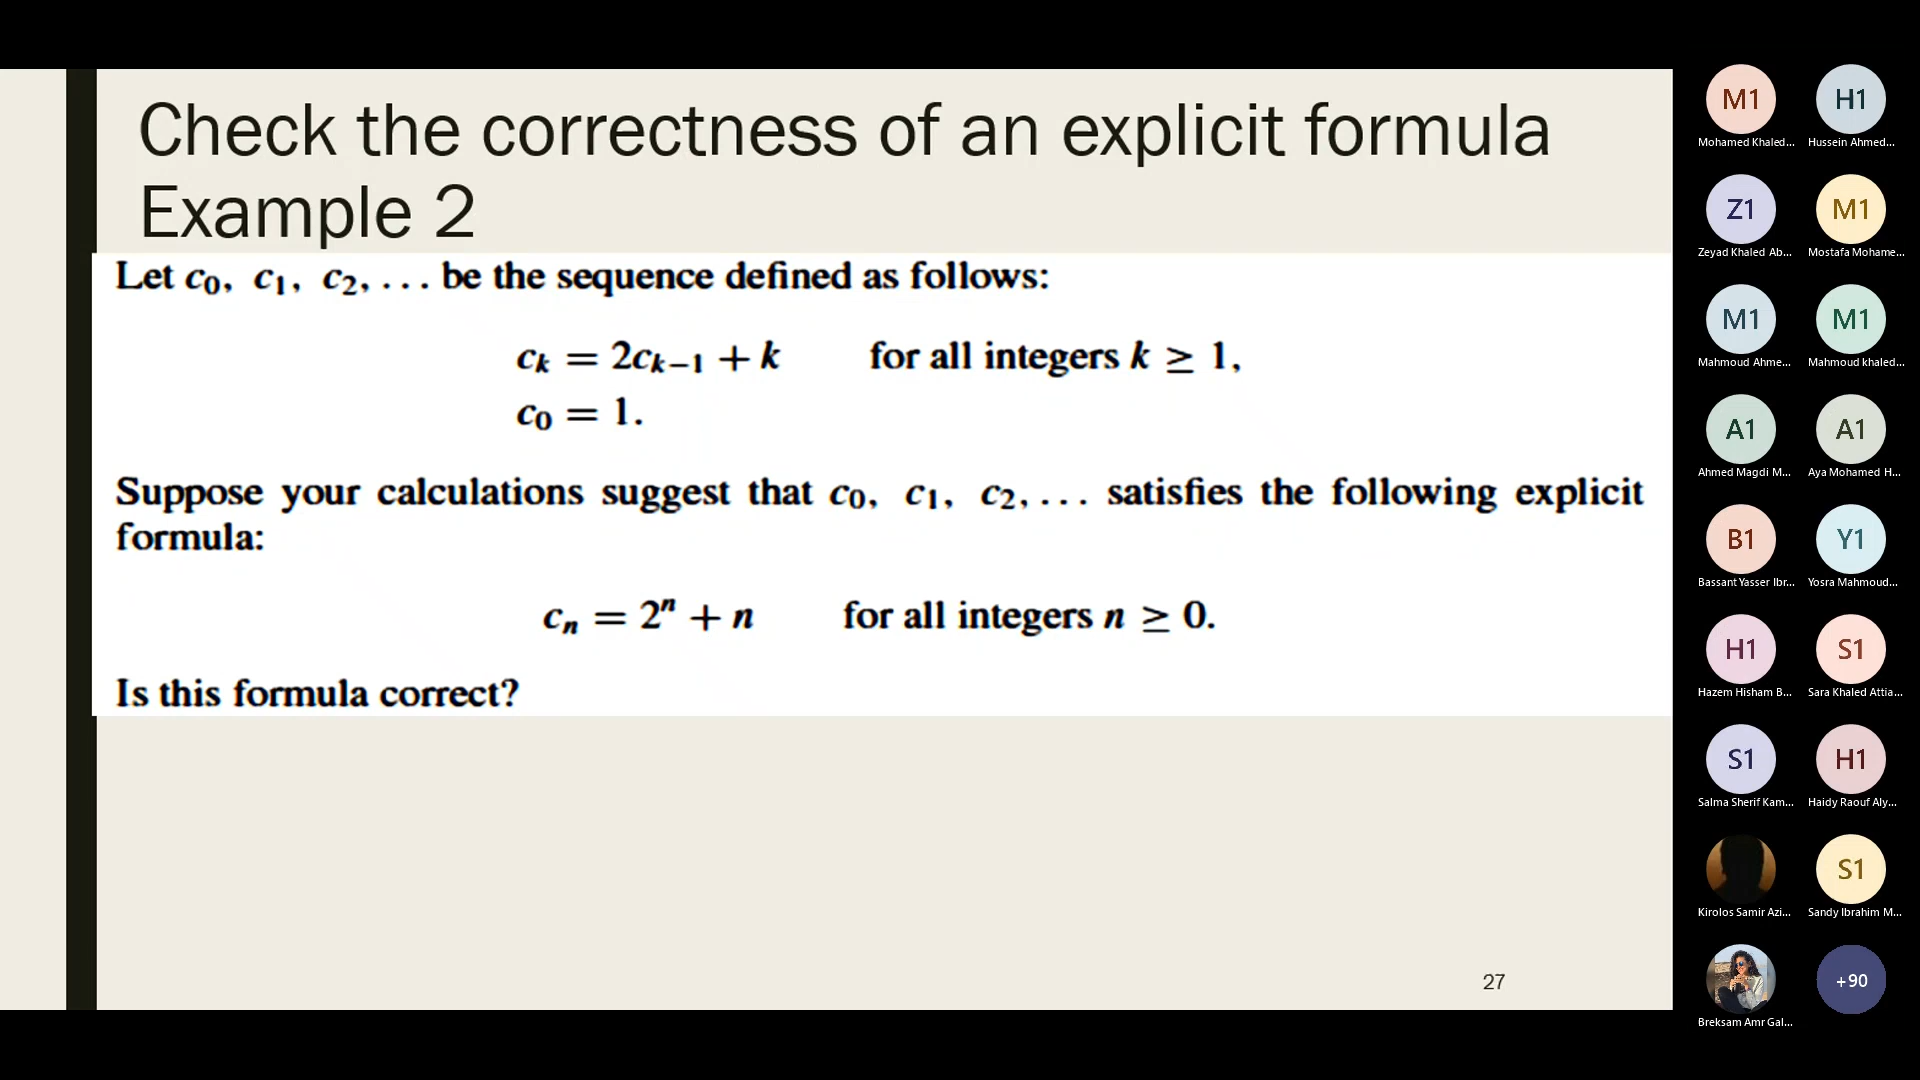 Check the correctness of an explicit formula
Example 2
Let c₀, c₁, c₂, . . . be the sequence defined as follows:
cₖ = 2cₖ₋₁ + k for all integers k ≥ 1,
c₀ = 1.
Suppose your calculations suggest that c₀, c₁, c₂, . . . satisfies the following explicit
formula:
cₙ = 2ⁿ + n for all integers n ≥ 0.
Is this formula correct?
27
M1 H1
Mohamed Khaled... Hussein Ahmed...
Z1 M1
Zeyad Khaled Ab... Mostafa Mohame...
M1 M1
Mahmoud Ahme... Mahmoud khaled...
A1 A1
Ahmed Magdi M... Aya Mohamed H...
B1 Y1
Bassant Yasser Ibr... Yosra Mahmoud...
H1 S1
Hazem Hisham B... Sara Khaled Attia...
S1 H1
Salma Sherif Kam... Haidy Raouf Aly...
S1
Kirolos Samir Azi... Sandy Ibrahim M...
+90
Breksam Amr Gal...